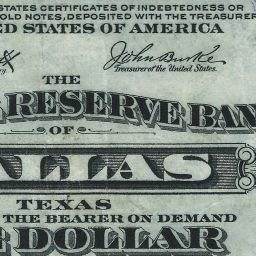 STATES CERTIFICATES OF INDEBTEDNESS OR
OLD NOTES, DEPOSITED WITH THE TREASURER
ED STATES OF AMERICA
John Burke
Treasurer of the United States.
THE
RESERVE BAN
OF
ALLAS
TEXAS
THE BEARER ON DEMAND
E DOLLAR